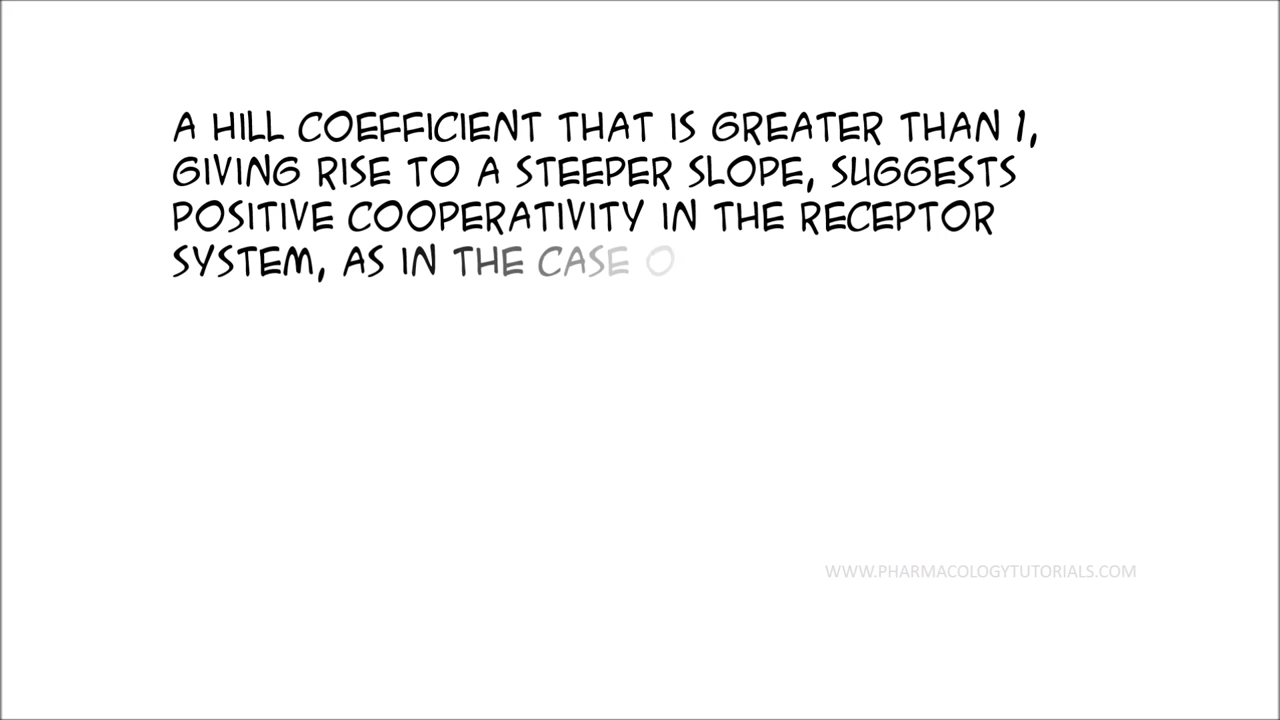 A HILL COEFFICIENT THAT IS GREATER THAN 1,
GIVING RISE TO A STEEPER SLOPE, SUGGESTS
POSITIVE COOPERATIVITY IN THE RECEPTOR
SYSTEM, AS IN THE CASE O
WWW.PHARMACOLOGYTUTORIALS.COM